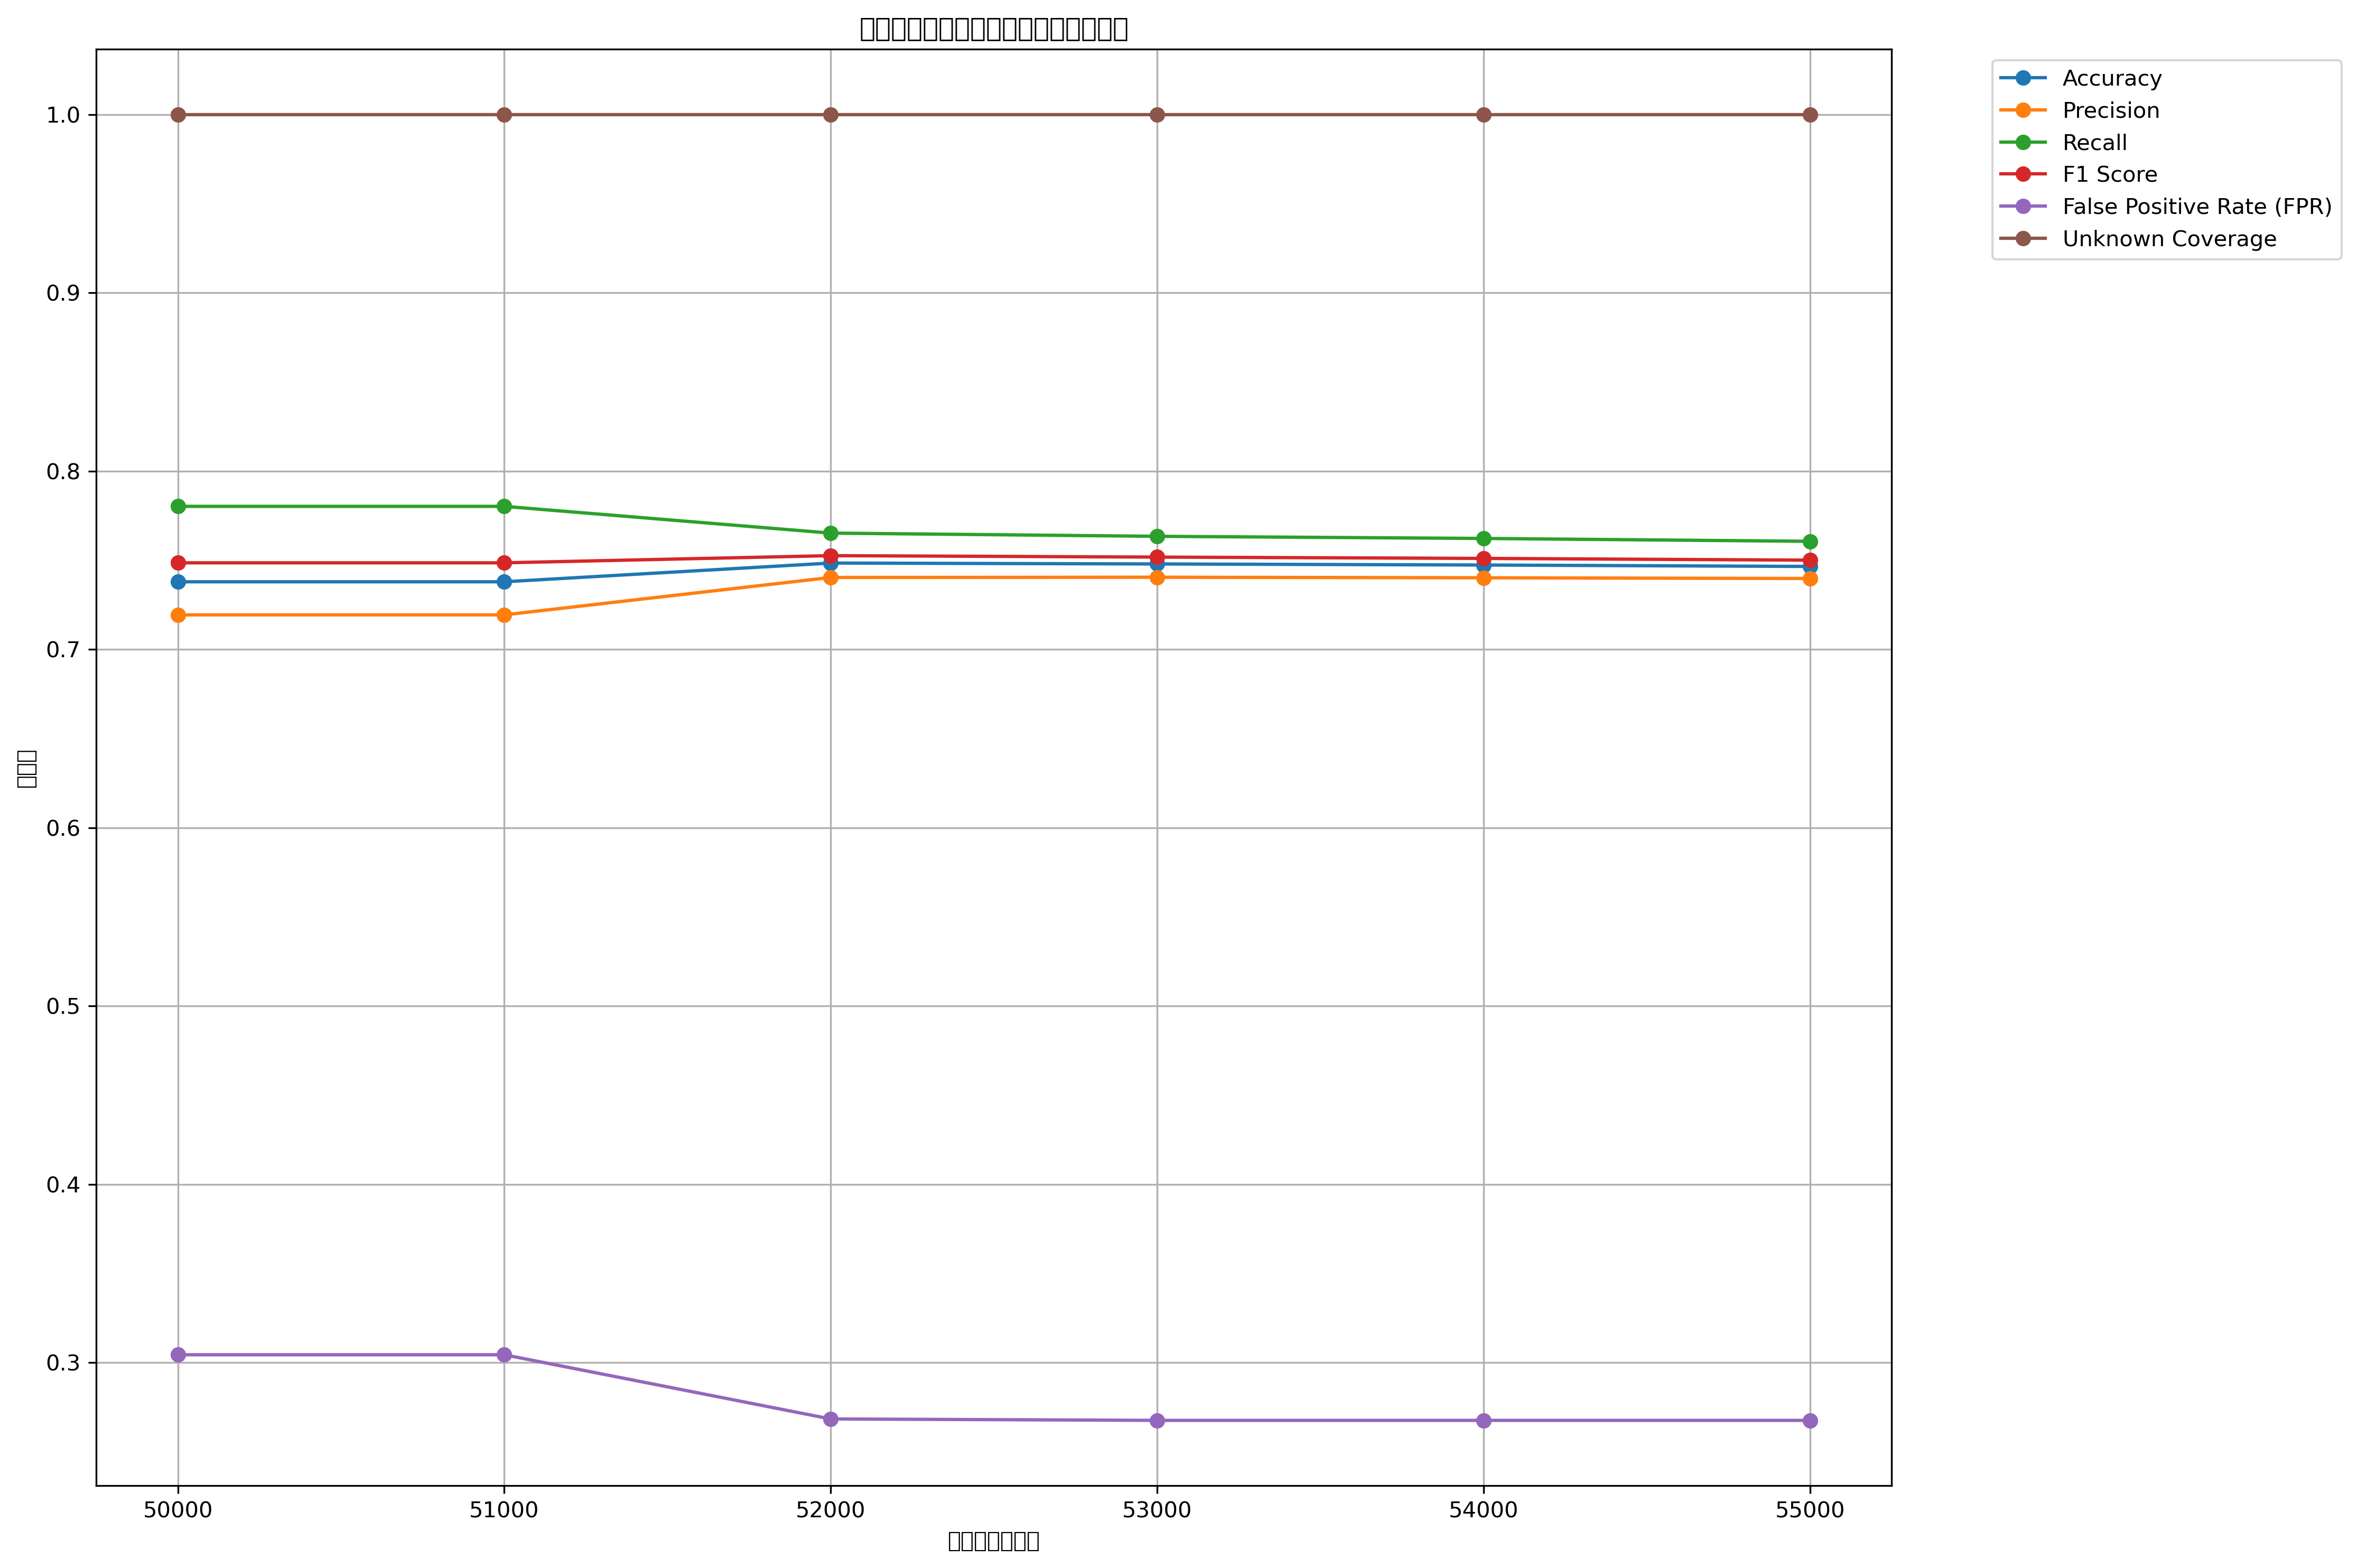 1.0
0.9
0.8
0.7
0.6
0.5
0.4
0.3
50000 51000 52000 53000 54000 55000
Accuracy
Precision
Recall
F1 Score
False Positive Rate (FPR)
Unknown Coverage